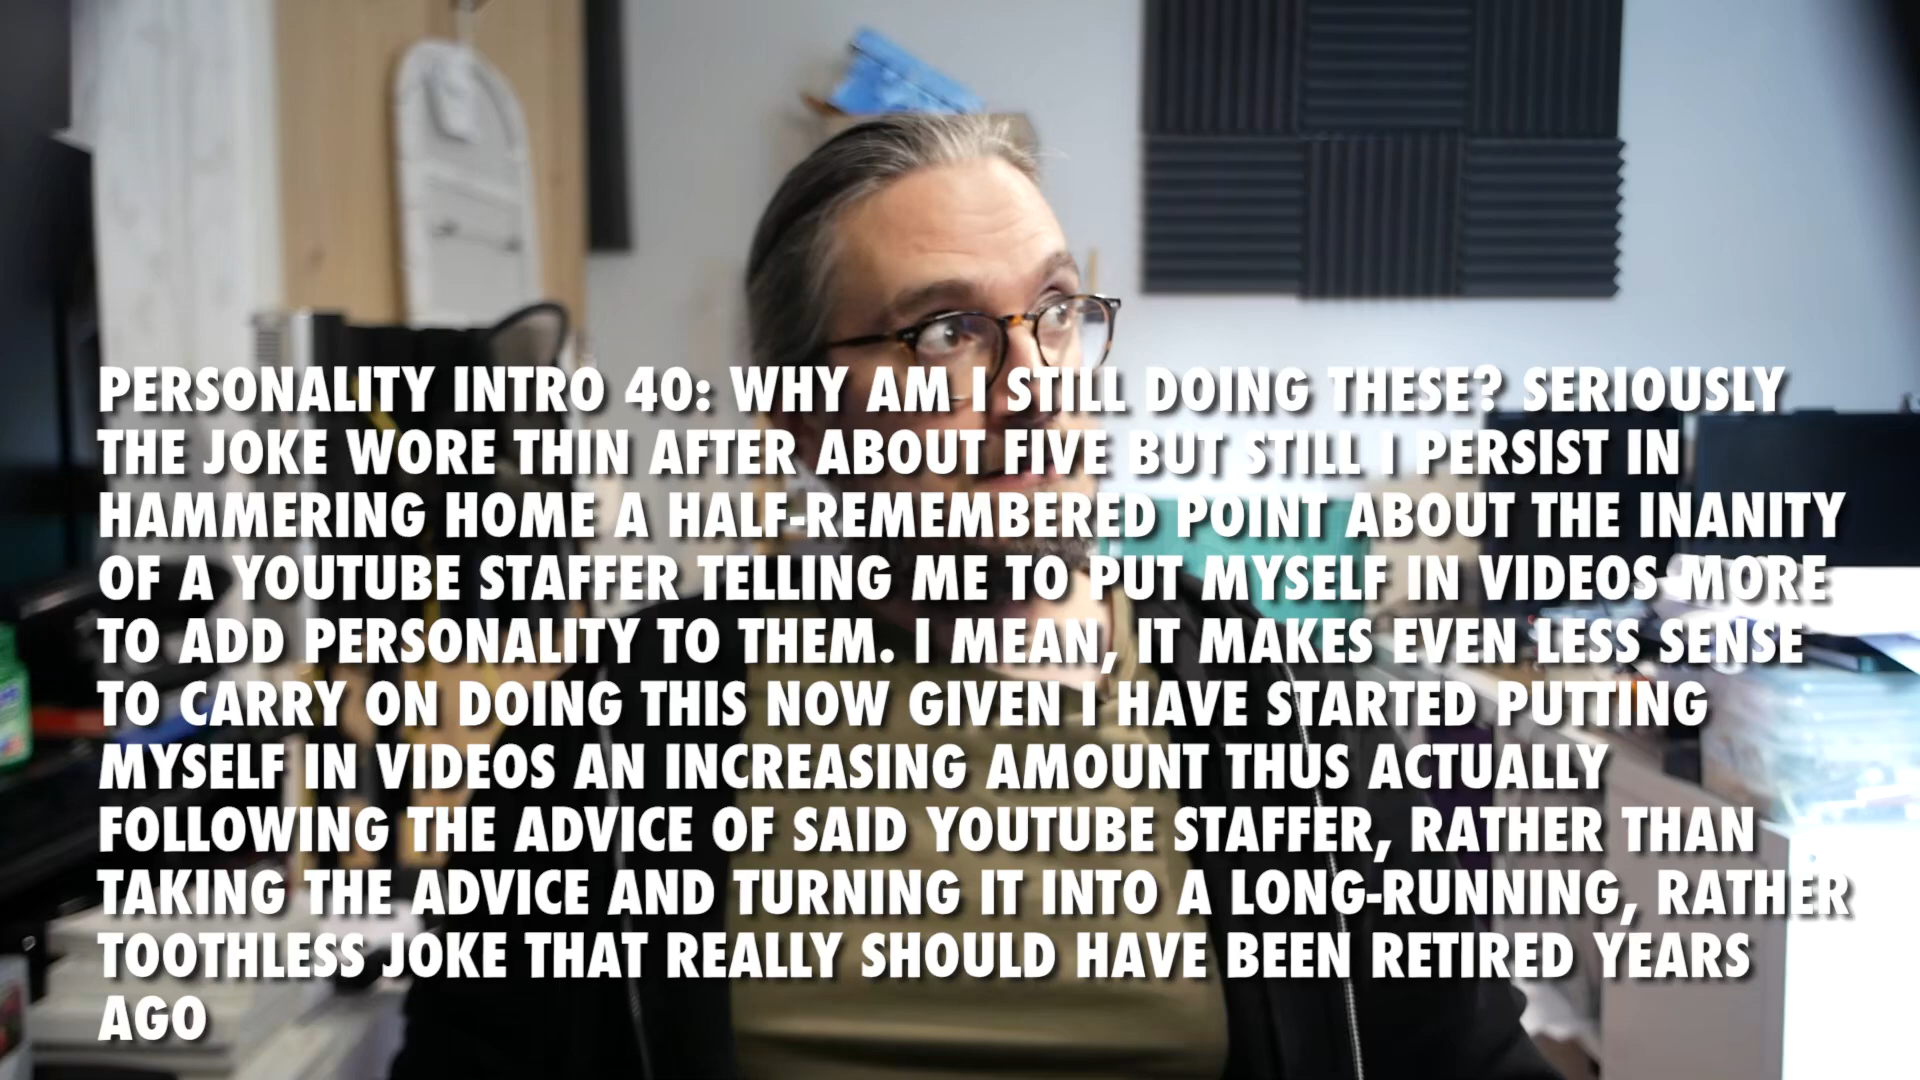 PERSONALITY INTRO 40: WHY AM I STILL DOING THESE? SERIOUSLY
THE JOKE WORE THIN AFTER ABOUT FIVE BUT STILL I PERSIST IN
HAMMERING HOME A HALF-REMEMBERED POINT ABOUT THE INANITY
OF A YOUTUBE STAFFER TELLING ME TO PUT MYSELF IN VIDEOS MORE
TO ADD PERSONALITY TO THEM. I MEAN, IT MAKES EVEN LESS SENSE
TO CARRY ON DOING THIS NOW GIVEN I HAVE STARTED PUTTING
MYSELF IN VIDEOS AN INCREASING AMOUNT THUS ACTUALLY
FOLLOWING THE ADVICE OF SAID YOUTUBE STAFFER, RATHER THAN
TAKING THE ADVICE AND TURNING IT INTO A LONG-RUNNING, RATHER
TOOTHLESS JOKE THAT REALLY SHOULD HAVE BEEN RETIRED YEARS
AGO